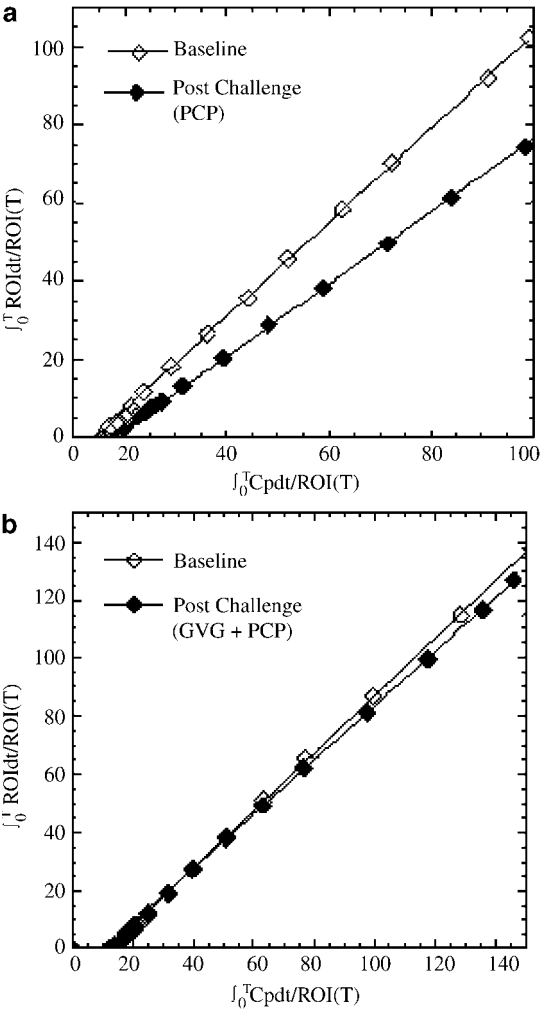 a
100
80
60
40
20
0
∫₀ᵀ ROIdt/ROI(T)
Baseline
Post Challenge
(PCP)
0 20 40 60 80 100
∫₀ᵀCpdt/ROI(T)
b
140
120
100
80
60
40
20
0
∫₀ᵀ ROIdt/ROI(T)
Baseline
Post Challenge
(GVG + PCP)
0 20 40 60 80 100 120 140
∫₀ᵀCpdt/ROI(T)